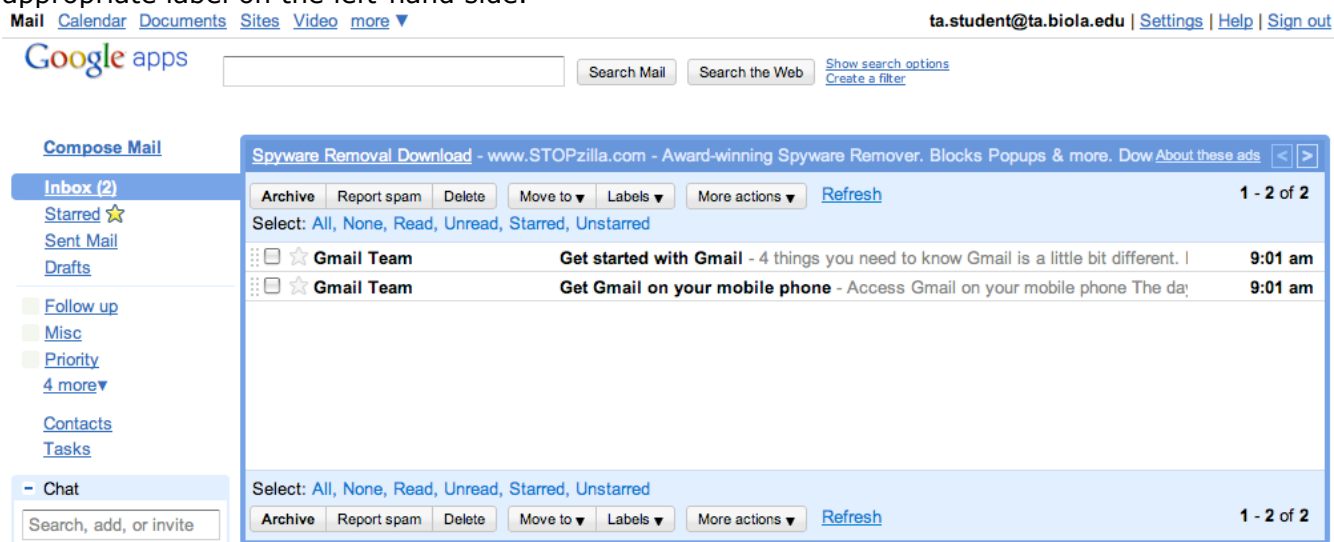 appropriate label on the left-hand side.
Mail Calendar Documents Sites Video more ▼ ta.student@ta.biola.edu | Settings | Help | Sign out
Google apps
Search Mail Search the Web Show search options
Create a filter
Compose Mail
Spyware Removal Download - www.STOPzilla.com - Award-winning Spyware Remover. Blocks Popups & more. Dow About these ads < >
Inbox (2)
Archive Report spam Delete Move to ▼ Labels ▼ More actions ▼ Refresh 1 - 2 of 2
Starred
Select: All, None, Read, Unread, Starred, Unstarred
Sent Mail
Gmail Team Get started with Gmail - 4 things you need to know Gmail is a little bit different.
Drafts 9:01 am
Gmail Team Get Gmail on your mobile phone - Access Gmail on your mobile phone The day 9:01 am
Follow up
Misc
Priority
4 more▼
Contacts
Tasks
- Chat
Select: All, None, Read, Unread, Starred, Unstarred
Search, add, or invite
Archive Report spam Delete Move to ▼ Labels ▼ More actions ▼ Refresh 1 - 2 of 2